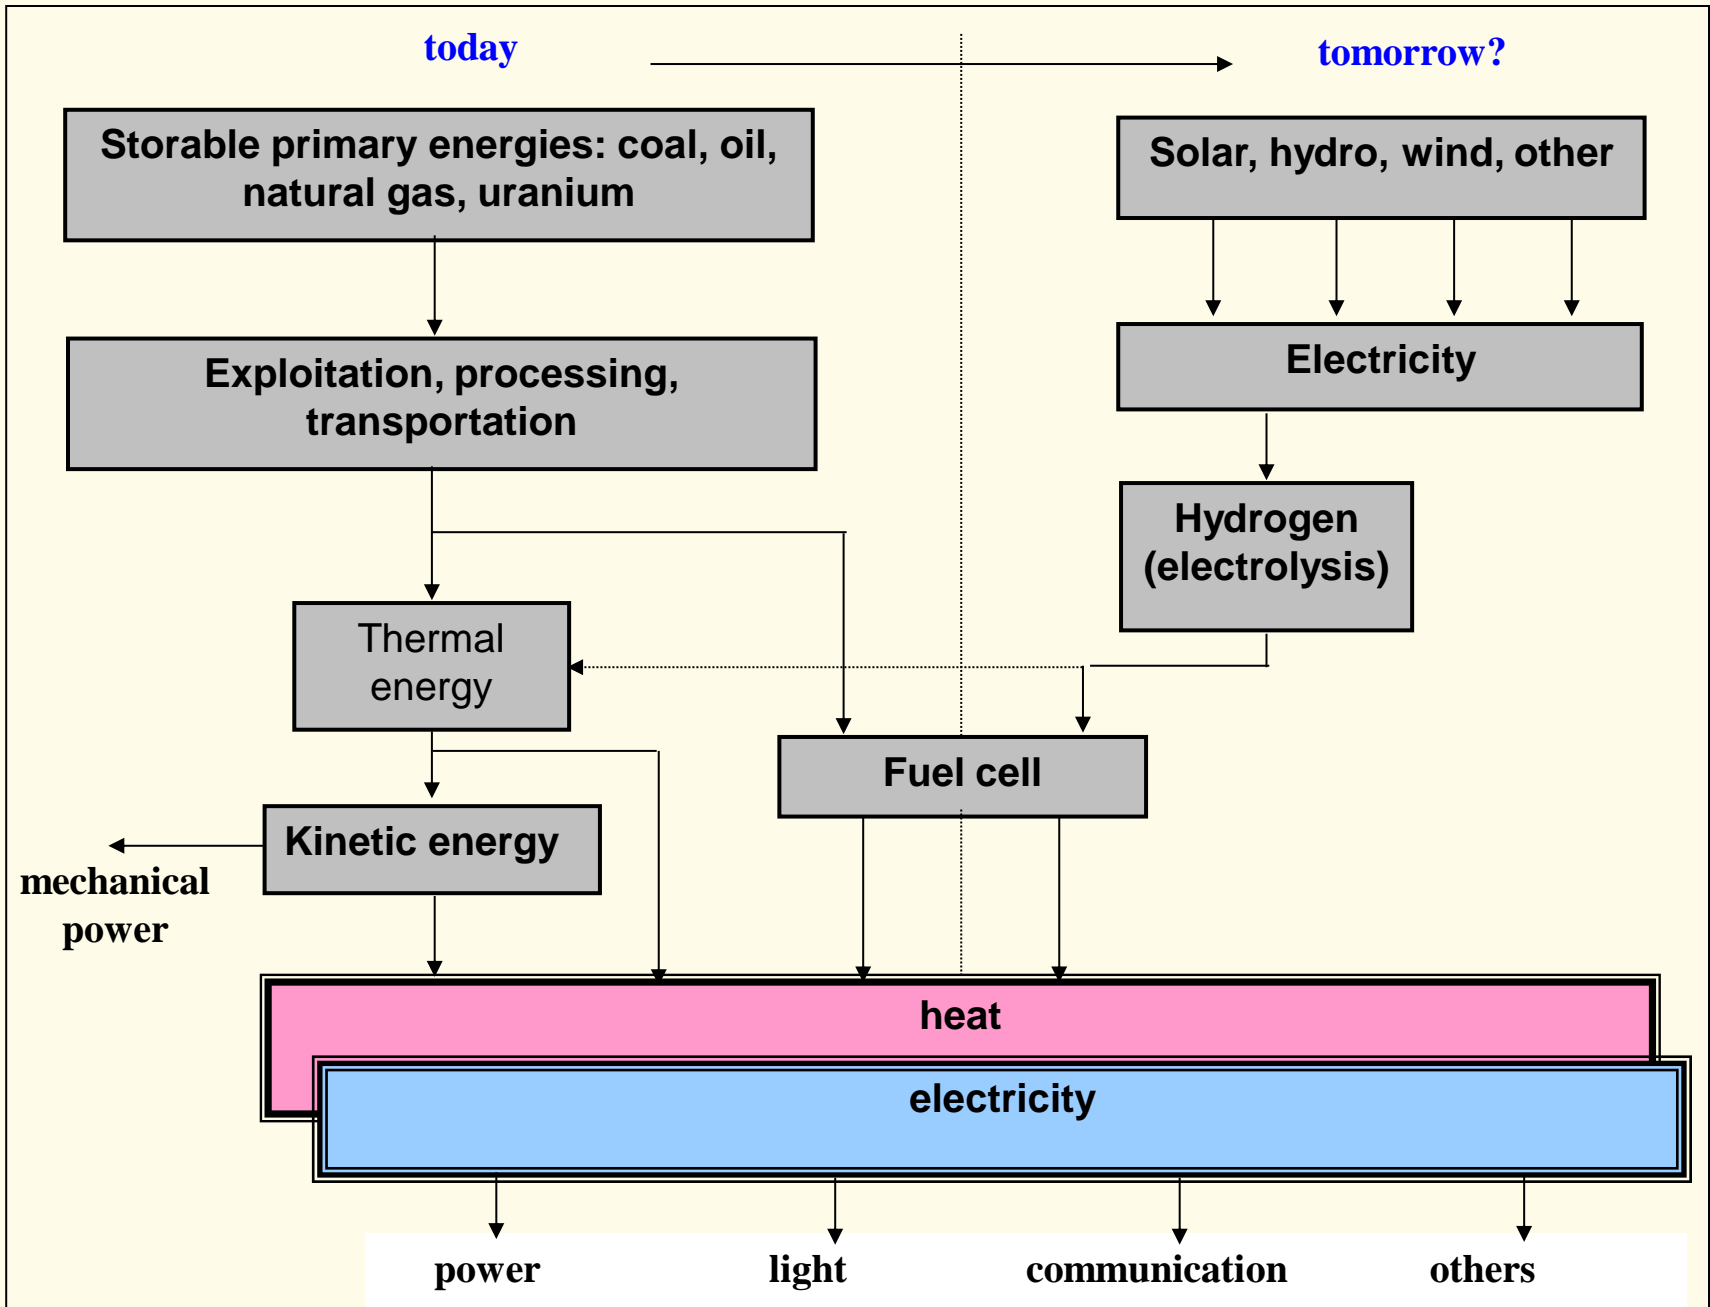 today
tomorrow?
Storable primary energies: coal, oil,
natural gas, uranium
Solar, hydro, wind, other
Exploitation, processing,
transportation
Electricity
Hydrogen
(electrolysis)
Thermal
energy
Fuel cell
Kinetic energy
mechanical
power
heat
electricity
power
light
communication
others